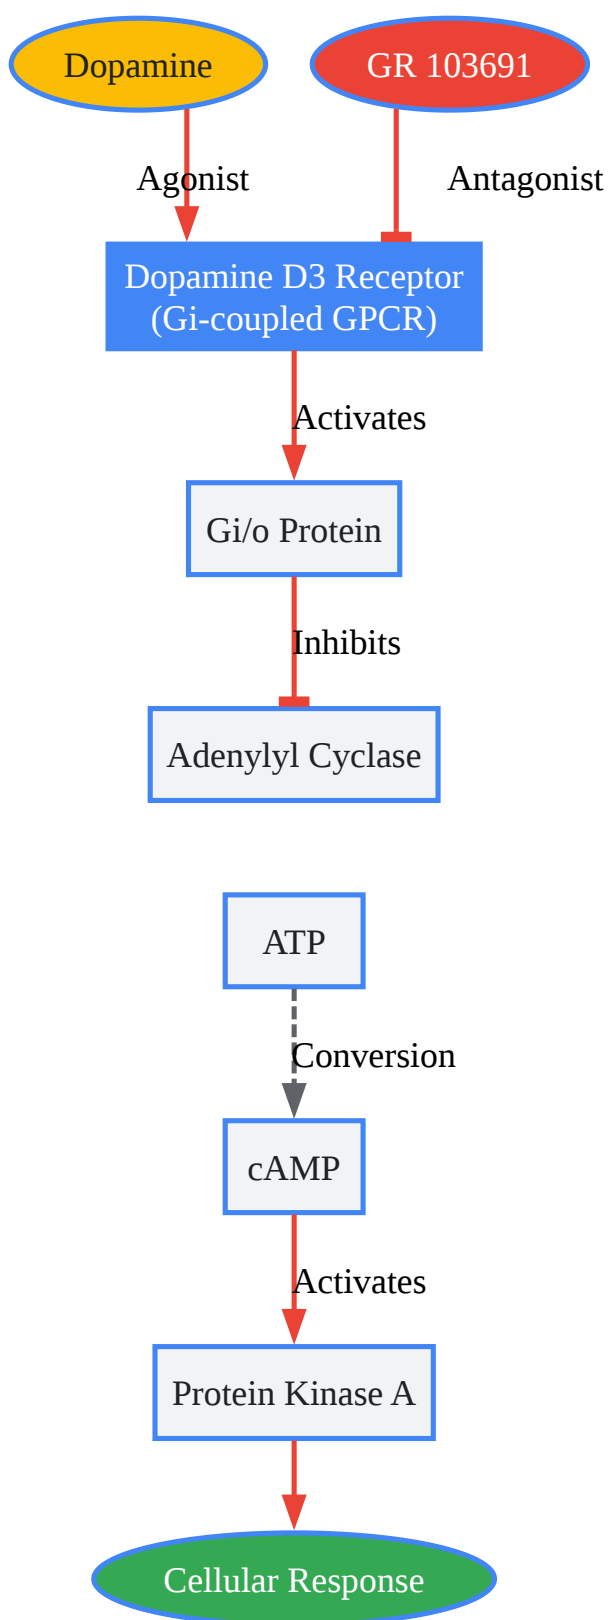 Dopamine
GR 103691
Agonist
Antagonist
Dopamine D3 Receptor
(Gi-coupled GPCR)
Activates
Gi/o Protein
Inhibits
Adenylyl Cyclase
ATP
Conversion
cAMP
Activates
Protein Kinase A
Cellular Response